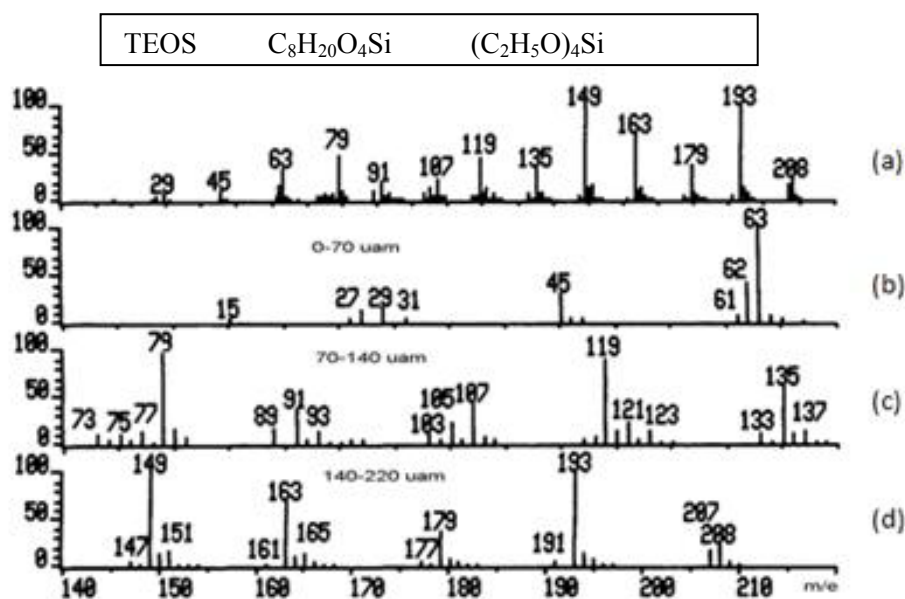 TEOS C₈H₂₀O₄Si (C₂H₅O)₄Si
100 50 0
29 45 63 79 91 107 119 135 149 163 179 193 208
(a)
100 50 0
0-70 uam
15 27 29 31 45 61 62 63
(b)
100 50 0
70-140 uam
73 75 77 79 89 91 93 103 105 107 119 121 123 133 135 137
(c)
100 50 0
140-220 uam
147 149 151 161 163 165 177 179 191 193 207 208
(d)
140 150 160 170 180 190 200 210 m/e